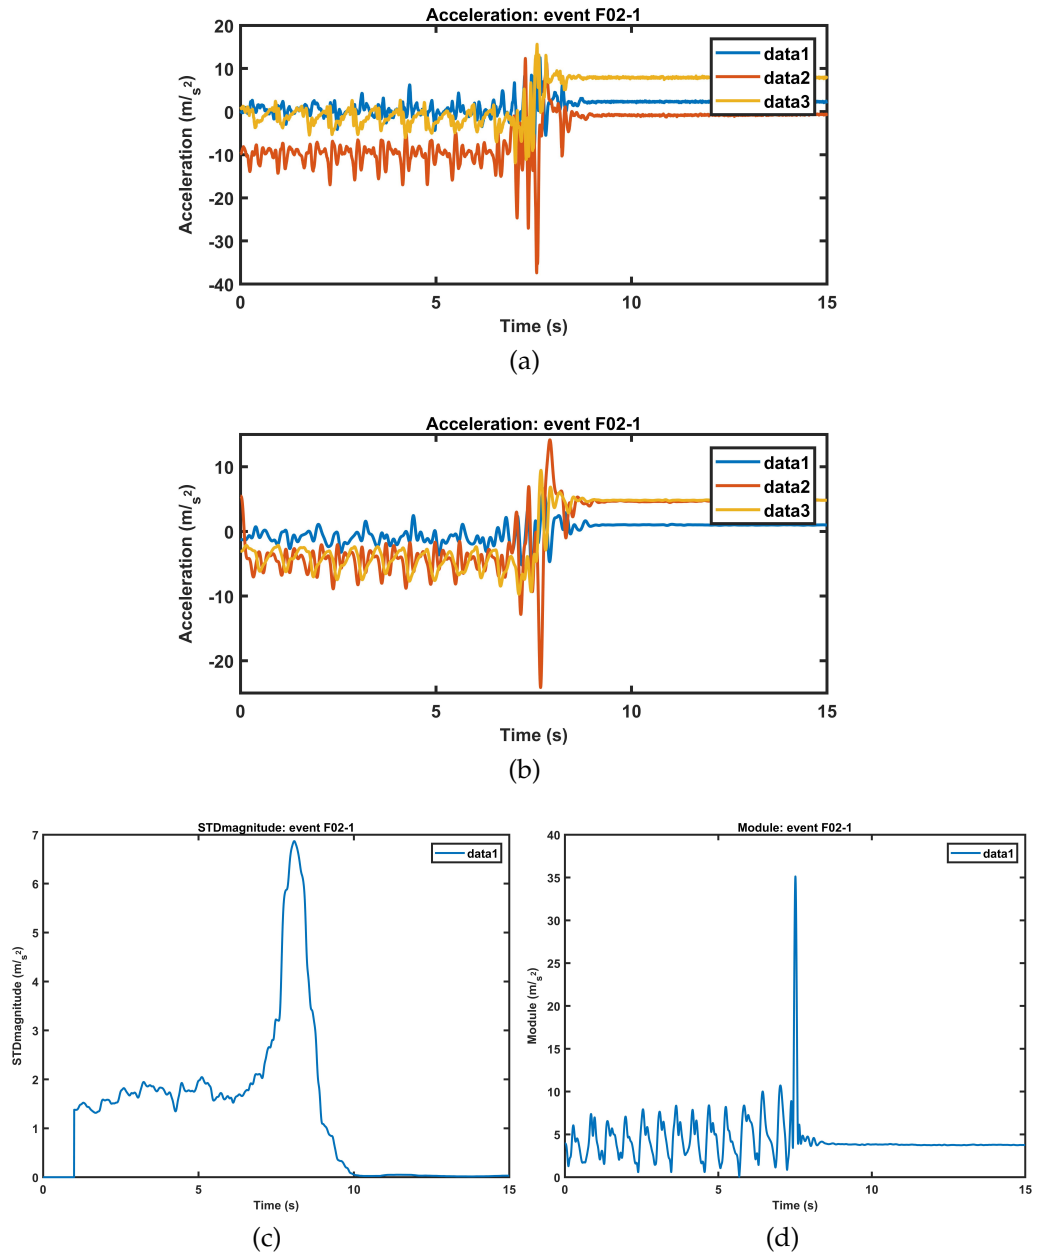 Acceleration: event F02-1
20
10
0
-10
-20
-30
-40
Acceleration (m/s²)
data1
data2
data3
0 5 10 15
Time (s)
(a)
Acceleration: event F02-1
10
0
-10
-20
Acceleration (m/s²)
data1
data2
data3
0 5 10 15
Time (s)
(b)
STDmagnitude: event F02-1
7
6
5
4
3
2
1
0
STDmagnitude (m/s²)
data1
0 5 10 15
Time (s)
(c)
Module: event F02-1
40
35
30
25
20
15
10
5
0
Module (m/s²)
data1
0 5 10 15
Time (s)
(d)